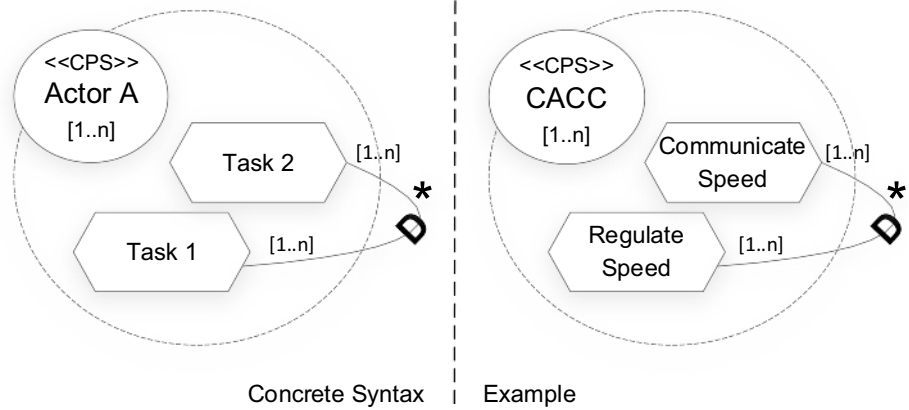 <<CPS>>
Actor A
[1..n]
Task 2
[1..n]
*
D
Task 1
[1..n]
<<CPS>>
CACC
[1..n]
Communicate
Speed
[1..n]
*
D
Regulate
Speed
[1..n]
Concrete Syntax
Example